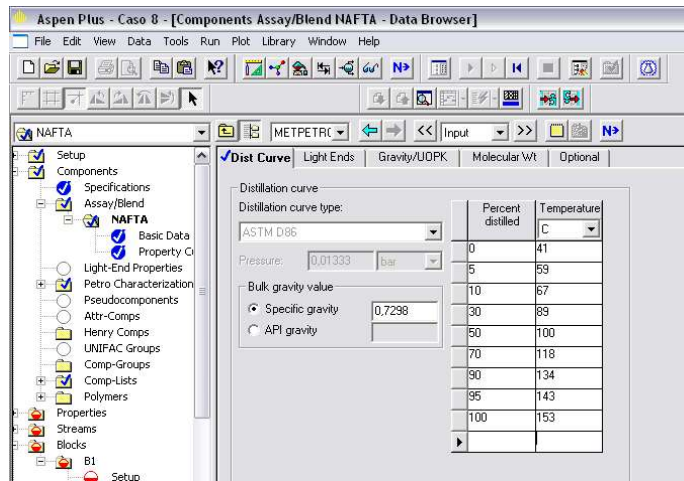 Aspen Plus - Caso 8 - [Components Assay/Blend NAFTA - Data Browser]
File Edit View Data Tools Run Plot Library Window Help
NAFTA
METPETRO
Input
N>
Setup
Components
Specifications
Assay/Blend
NAFTA
Basic Data
Property Cu
Light-End Properties
Petro Characterization
Pseudocomponents
Attr-Comps
Henry Comps
UNIFAC Groups
Comp-Groups
Comp-Lists
Polymers
Properties
Streams
Blocks
B1
Setup
Dist Curve Light Ends Gravity/UOPK Molecular Wt Optional
Distillation curve
Distillation curve type:
ASTM D86
Pressure: 0,01333 bar
Bulk gravity value
Specific gravity 0,7298
API gravity
Percent distilled Temperature
C
0 41
5 59
10 67
30 89
50 100
70 118
90 134
95 143
100 153